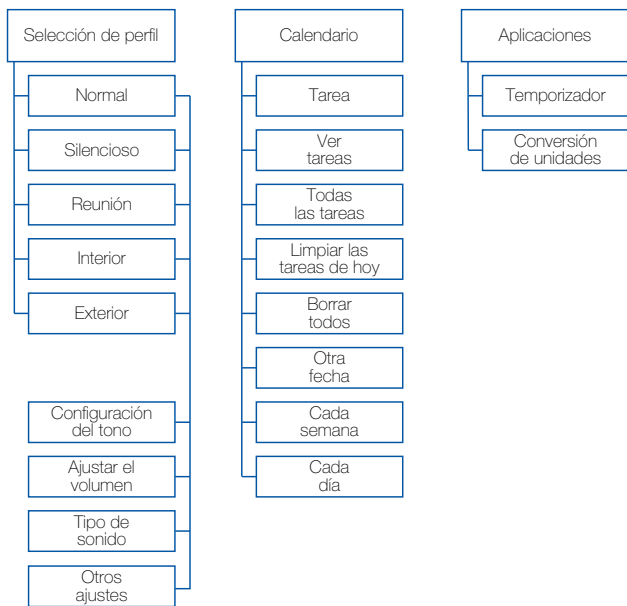 Selección de perfil
Normal
Silencioso
Reunión
Interior
Exterior
Configuración
del tono
Ajustar el
volumen
Tipo de
sonido
Otros
ajustes
Calendario
Tarea
Ver
tareas
Todas
las tareas
Limpiar las
tareas de hoy
Borrar
todos
Otra
fecha
Cada
semana
Cada
día
Aplicaciones
Temporizador
Conversión
de unidades